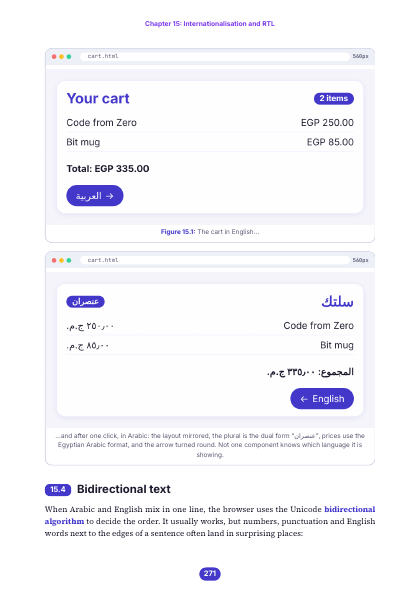 Chapter 15: Internationalisation and RTL
cart.html
560px
Your cart
2 items
Code from Zero
EGP 250.00
Bit mug
EGP 85.00
Total: EGP 335.00
العربية →
Figure 15.1: The cart in English...
cart.html
560px
سلتك
عنصران
Code from Zero
٢٥٠٫٠٠ ج.م.
Bit mug
٨٥٫٠٠ ج.م.
المجموع: ٣٣٥٫٠٠ ج.م.
← English
...and after one click, in Arabic: the layout mirrored, the plural is the dual form "عنصران", prices use the
Egyptian Arabic format, and the arrow turned round. Not one component knows which language it is
showing.
15.4 Bidirectional text
When Arabic and English mix in one line, the browser uses the Unicode bidirectional
algorithm to decide the order. It usually works, but numbers, punctuation and English
words next to the edges of a sentence often land in surprising places:
271